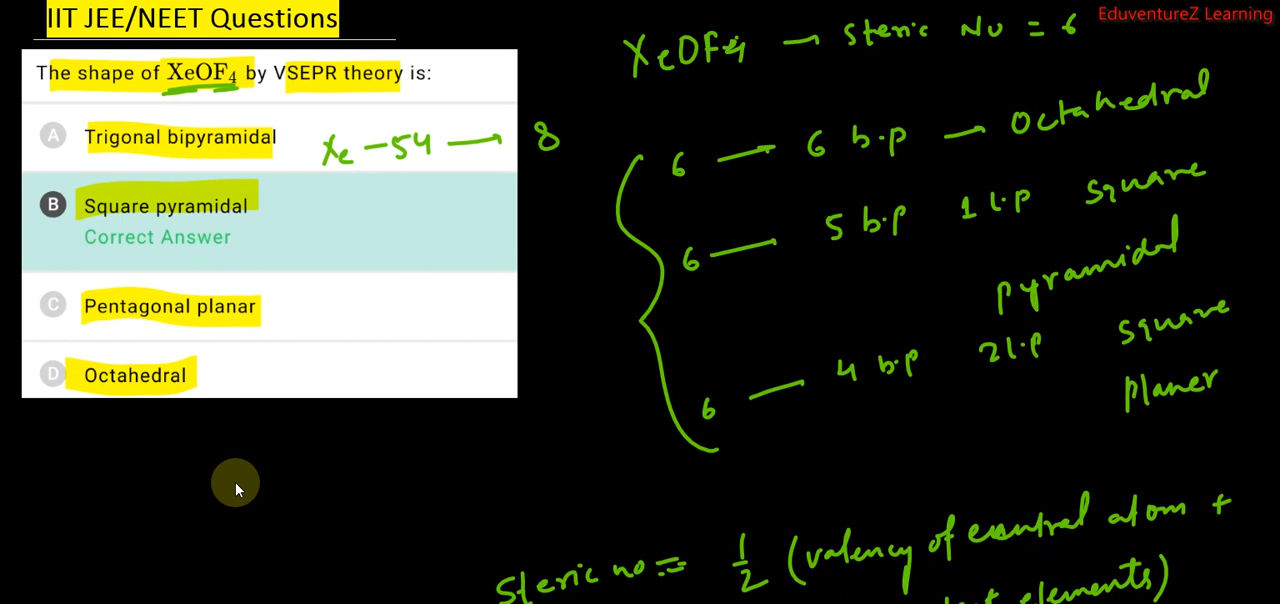 IIT JEE/NEET Questions
EduventureZ Learning
The shape of XeOF4 by VSEPR theory is:
A Trigonal bipyramidal
B Square pyramidal
Correct Answer
C Pentagonal planar
D Octahedral
Xe - 54 → 8
XeOF4 → Steric No = 6
6 → 6 b.p → Octahedral
6 — 5 b.p 1 l.p Square
pyramidal
6 — 4 b.p 2 l.p Square
planer
Steric no. = 1/2 (valency of central atom +
elements)